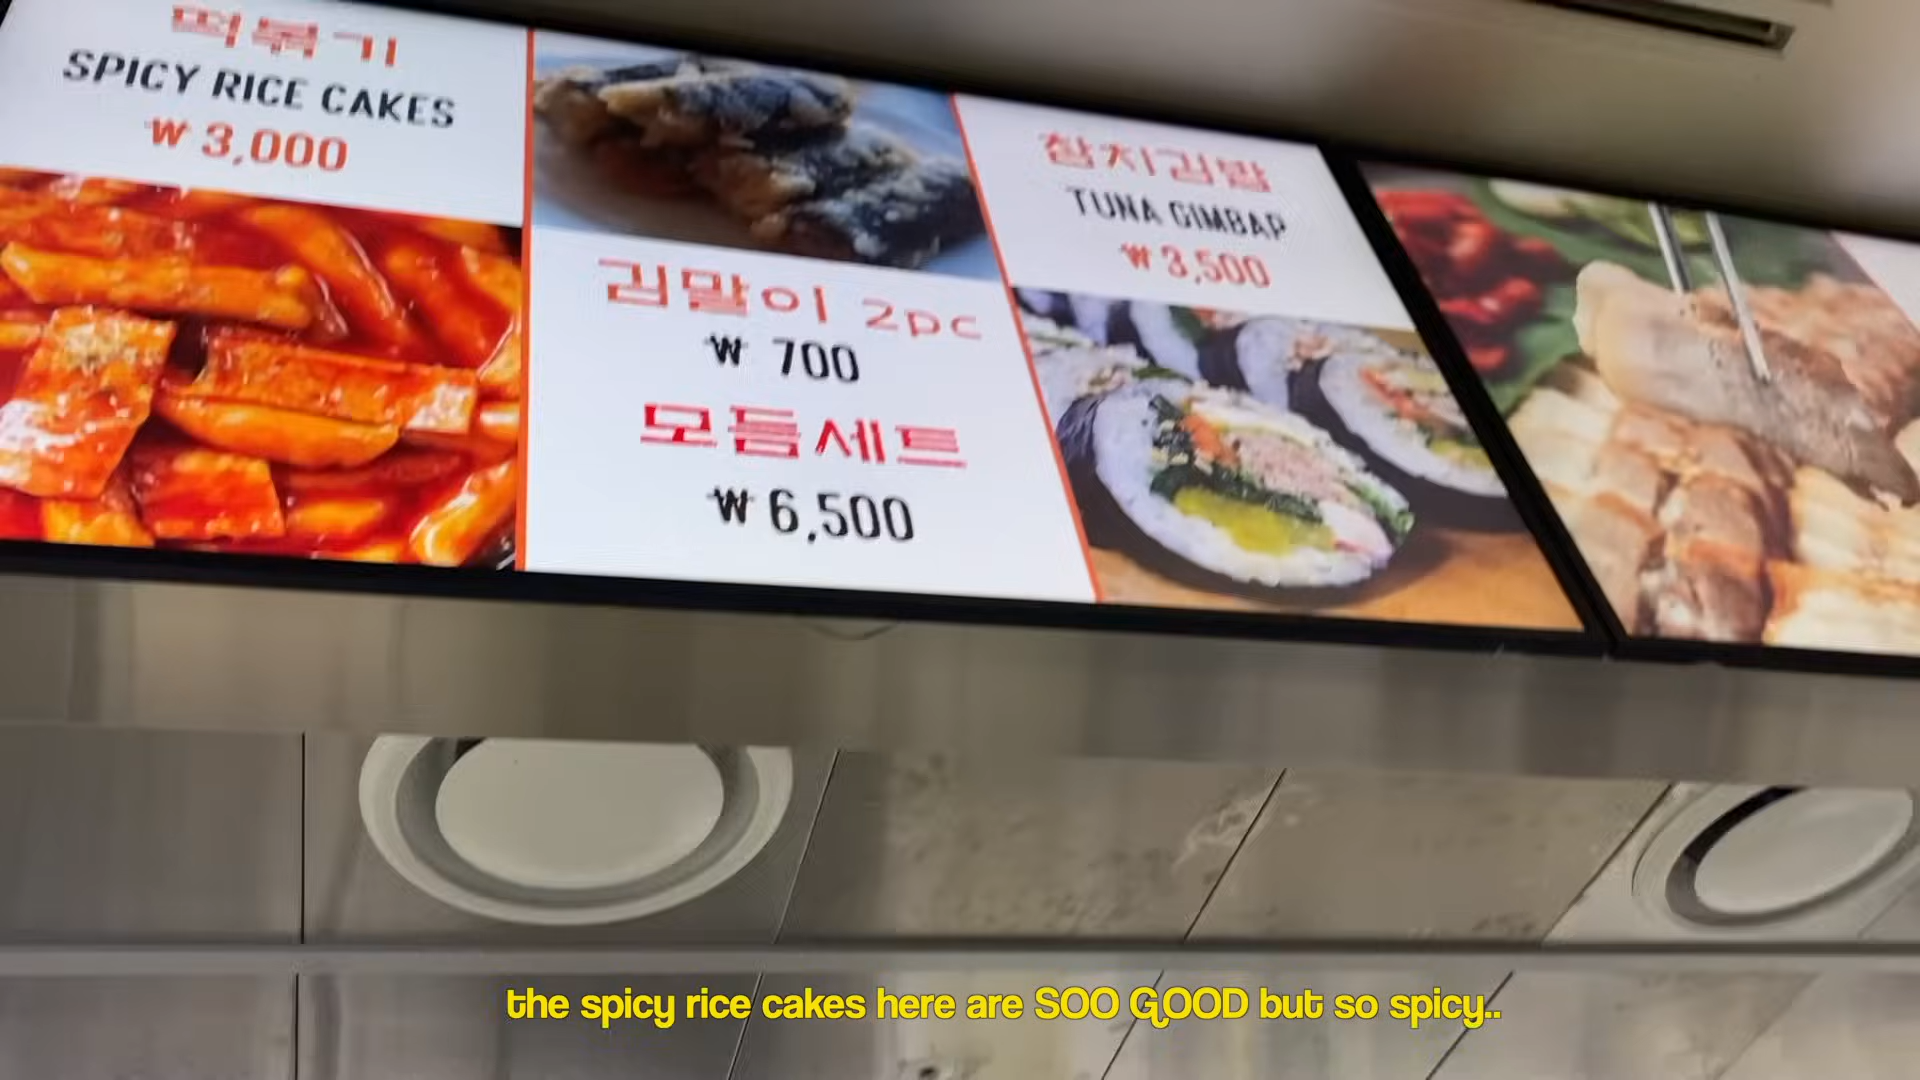 떡볶기
SPICY RICE CAKES
₩ 3,000
김말이 2pc
₩ 700
모듬세트
₩ 6,500
참치김밥
TUNA GIMBAP
₩3,500
the spicy rice cakes here are SOO GOOD but so spicy..